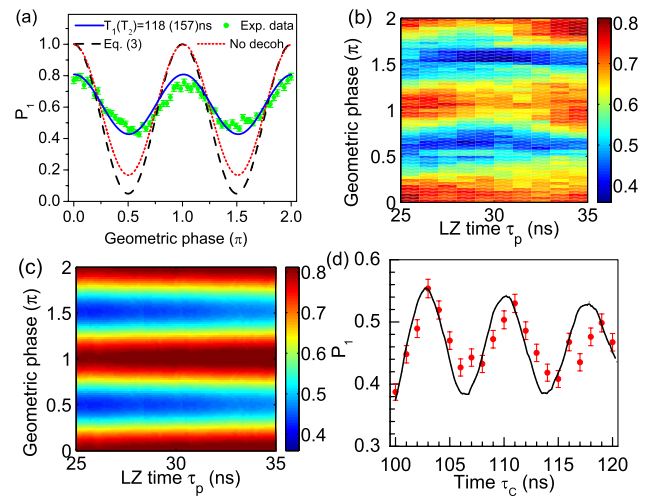 (a)
T₁(T₂)=118 (157)ns
Exp. data
Eq. (3)
No decoh.
P₁
1.2
1.0
0.8
0.6
0.4
0.2
0.0
0.0
0.5
1.0
1.5
2.0
Geometric phase (π)
(b)
Geometric phase (π)
2
1.5
1
0.5
0
25
30
35
LZ time τp (ns)
0.8
0.7
0.6
0.5
0.4
(c)
Geometric phase (π)
2
1.5
1
0.5
0
25
30
35
LZ time τp (ns)
0.8
0.7
0.6
0.5
0.4
(d)
P₁
0.6
0.5
0.4
0.3
100
105
110
115
120
Time τC (ns)